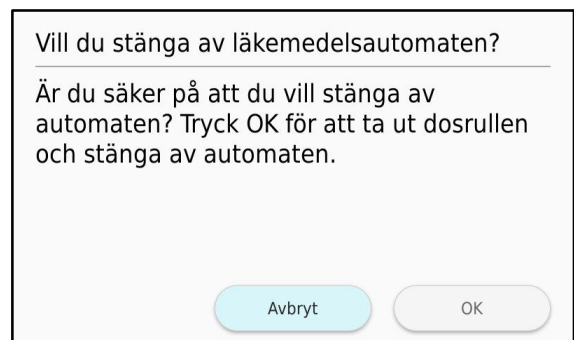 Vill du stänga av läkemedelsautomaten?
Är du säker på att du vill stänga av
automaten? Tryck OK för att ta ut dosrullen
och stänga av automaten.
Avbryt
OK